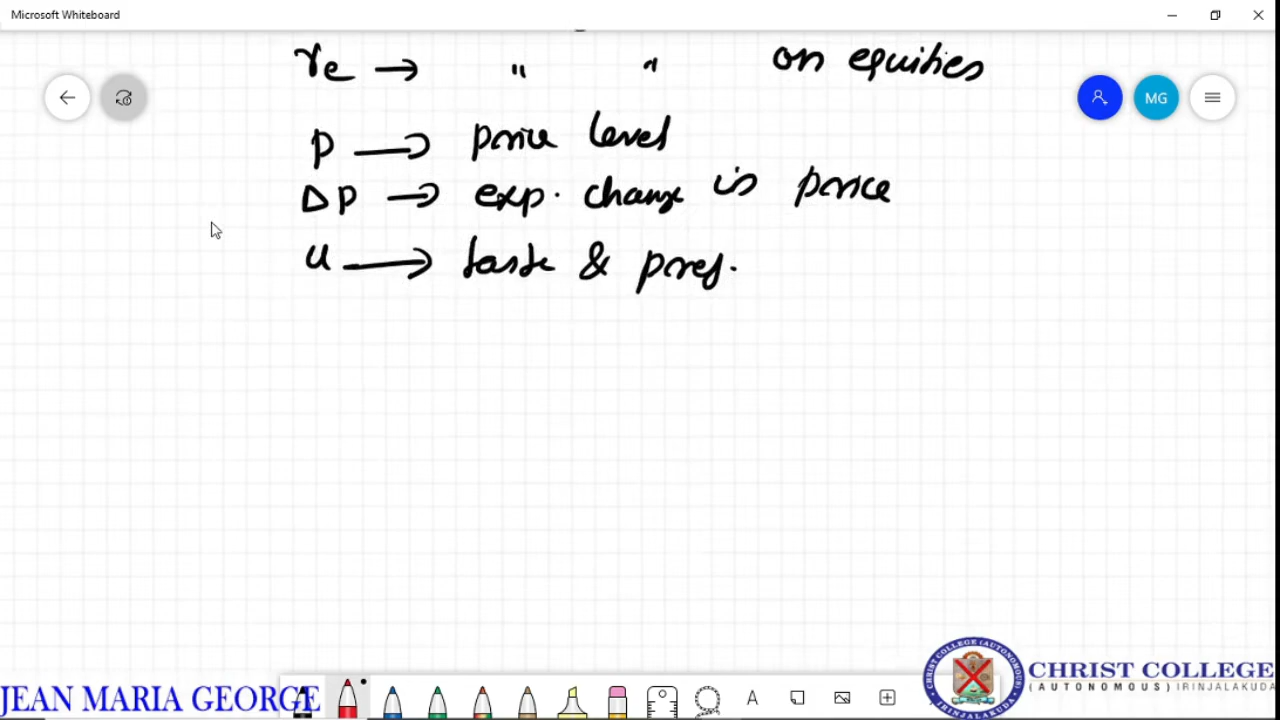 Microsoft Whiteboard
re → " " on equities
MG
P → price level
Δp → exp. change in price
u → taste & pref.
A
JEAN MARIA GEORGE
CHRIST COLLEGE
(AUTONOMOUS) IRINJALAKUDA